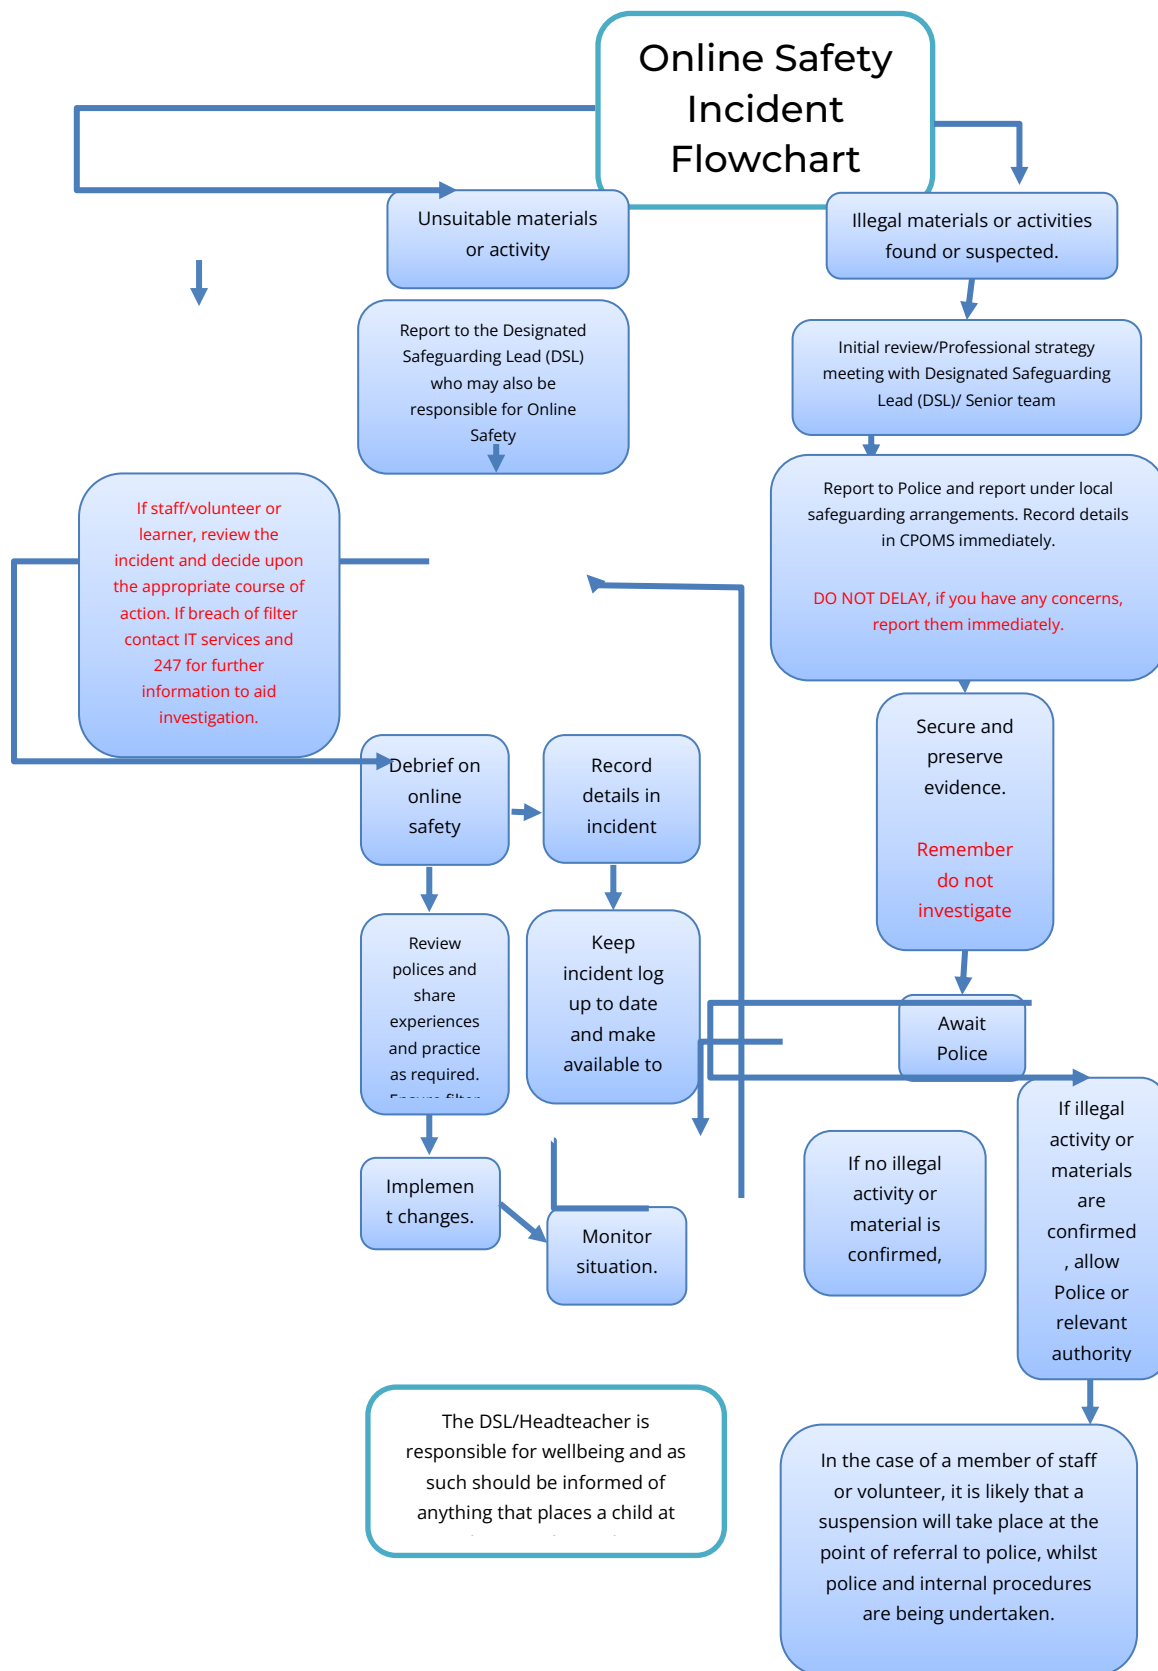 Online Safety
Incident
Flowchart
Unsuitable materials
or activity
Illegal materials or activities
found or suspected.
Report to the Designated
Safeguarding Lead (DSL)
who may also be
responsible for Online
Safety
Initial review/Professional strategy
meeting with Designated Safeguarding
Lead (DSL)/ Senior team
If staff/volunteer or
learner, review the
incident and decide upon
the appropriate course of
action. If breach of filter
contact IT services and
247 for further
information to aid
investigation.
Report to Police and report under local
safeguarding arrangements. Record details
in CPOMS immediately.
DO NOT DELAY, if you have any concerns,
report them immediately.
Secure and
preserve
evidence.
Remember
do not
investigate
Debrief on
online
safety
Record
details in
incident
Review
polices and
share
experiences
and practice
as required.
Ensure filter
Keep
incident log
up to date
and make
available to
Await
Police
If illegal
activity or
materials
are
confirmed
, allow
Police or
relevant
authority
If no illegal
activity or
material is
confirmed,
Implemen
t changes.
Monitor
situation.
The DSL/Headteacher is
responsible for wellbeing and as
such should be informed of
anything that places a child at
In the case of a member of staff
or volunteer, it is likely that a
suspension will take place at the
point of referral to police, whilst
police and internal procedures
are being undertaken.